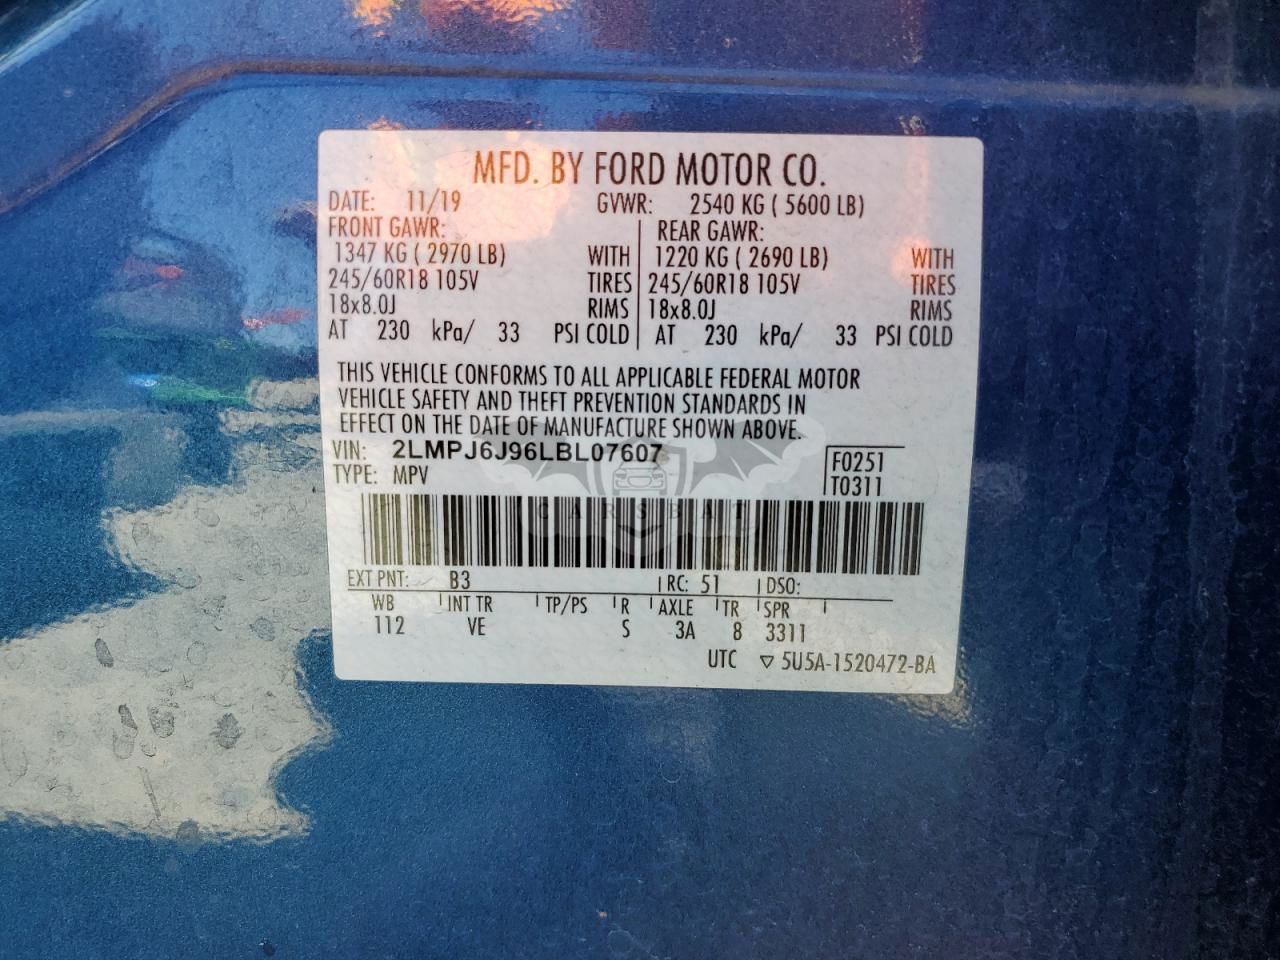 MFD. BY FORD MOTOR CO.
DATE: 11/19 GVWR: 2540 KG ( 5600 LB)
FRONT GAWR: REAR GAWR:
1347 KG ( 2970 LB) WITH 1220 KG ( 2690 LB) WITH
245/60R18 105V TIRES 245/60R18 105V TIRES
18x8.0J RIMS 18x8.0J RIMS
AT 230 kPa/ 33 PSI COLD AT 230 kPa/ 33 PSI COLD
THIS VEHICLE CONFORMS TO ALL APPLICABLE FEDERAL MOTOR
VEHICLE SAFETY AND THEFT PREVENTION STANDARDS IN
EFFECT ON THE DATE OF MANUFACTURE SHOWN ABOVE.
VIN: 2LMPJ6J96LBL07607
TYPE: MPV
F0251
T0311
CARSBAT
EXT PNT: B3 RC: 51 DSO:
WB INT TR TP/PS R AXLE TR SPR
112 VE S 3A 8 3311
UTC ▽ 5U5A-1520472-BA